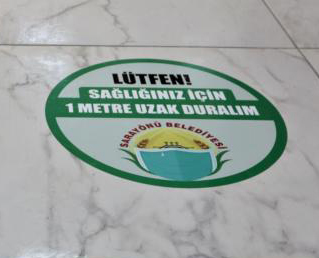 LÜTFEN!
SAĞLIĞINIZ İÇİN
1 METRE UZAK DURALIM
SARAYÖNÜ BELEDİYESİ